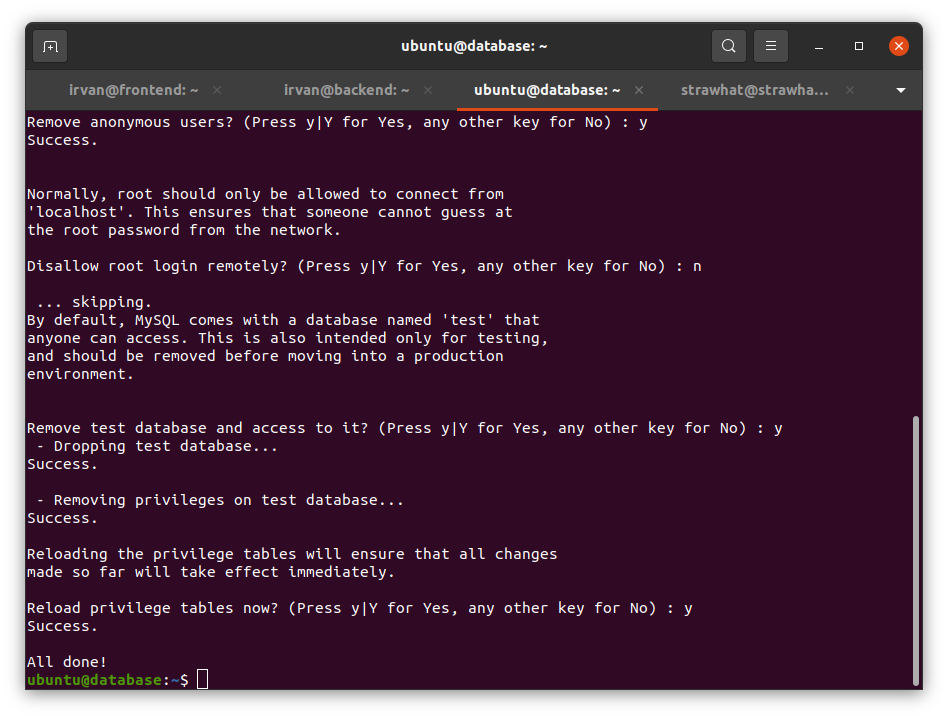 ubuntu@database: ~
irvan@frontend: ~
irvan@backend: ~
ubuntu@database: ~
strawhat@strawha...
Remove anonymous users? (Press y|Y for Yes, any other key for No) : y
Success.
Normally, root should only be allowed to connect from
'localhost'. This ensures that someone cannot guess at
the root password from the network.
Disallow root login remotely? (Press y|Y for Yes, any other key for No) : n
 ... skipping.
By default, MySQL comes with a database named 'test' that
anyone can access. This is also intended only for testing,
and should be removed before moving into a production
environment.
Remove test database and access to it? (Press y|Y for Yes, any other key for No) : y
 - Dropping test database...
Success.
 - Removing privileges on test database...
Success.
Reloading the privilege tables will ensure that all changes
made so far will take effect immediately.
Reload privilege tables now? (Press y|Y for Yes, any other key for No) : y
Success.
All done!
ubuntu@database:~$